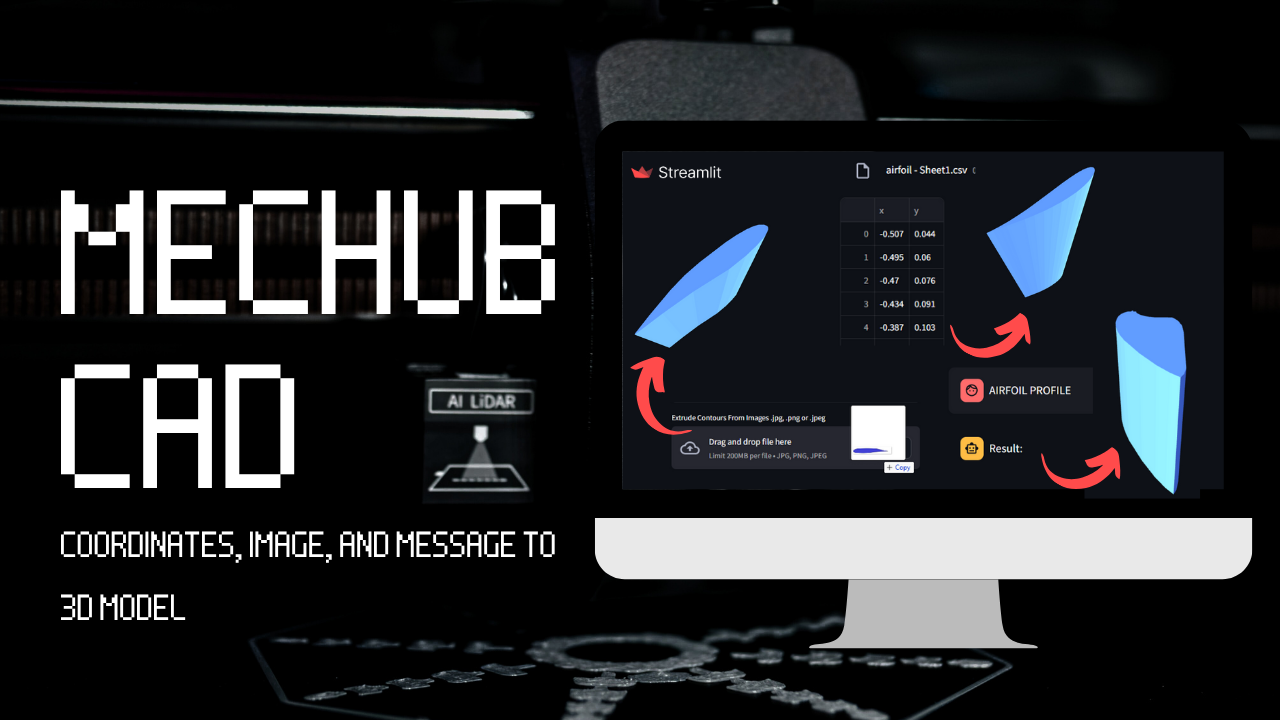 MECHUB
CAD
AI LiDAR
COORDINATES, IMAGE, AND MESSAGE TO
3D MODEL
Streamlit
airfoil - Sheet1.csv
x y
0 -0.507 0.044
1 -0.495 0.06
2 -0.47 0.076
3 -0.434 0.091
4 -0.387 0.103
Extrude Contours From Images .jpg, .png or .jpeg
Drag and drop file here
Limit 200MB per file • JPG, PNG, JPEG
+ Copy
AIRFOIL PROFILE
Result: